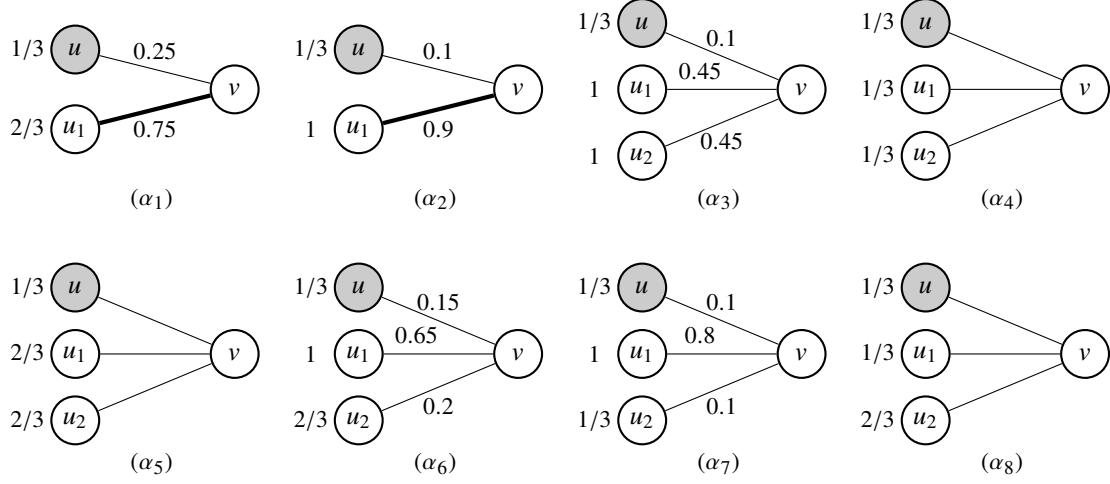 1/3 u 0.25 v
2/3 u₁ 0.75
(α₁)
1/3 u 0.1 v
1 u₁ 0.9
(α₂)
1/3 u 0.1
1 u₁ 0.45 v
1 u₂ 0.45
(α₃)
1/3 u
1/3 u₁ v
1/3 u₂
(α₄)
1/3 u
2/3 u₁ v
2/3 u₂
(α₅)
1/3 u 0.15
1 u₁ 0.65 v
2/3 u₂ 0.2
(α₆)
1/3 u 0.1
1 u₁ 0.8 v
1/3 u₂ 0.1
(α₇)
1/3 u
1/3 u₁ v
2/3 u₂
(α₈)